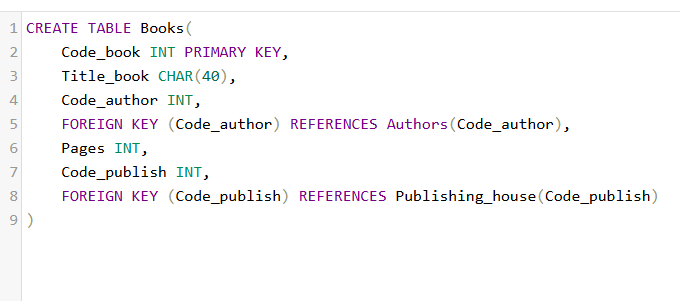 1 CREATE TABLE Books(
2     Code_book INT PRIMARY KEY,
3     Title_book CHAR(40),
4     Code_author INT,
5     FOREIGN KEY (Code_author) REFERENCES Authors(Code_author),
6     Pages INT,
7     Code_publish INT,
8     FOREIGN KEY (Code_publish) REFERENCES Publishing_house(Code_publish)
9 )